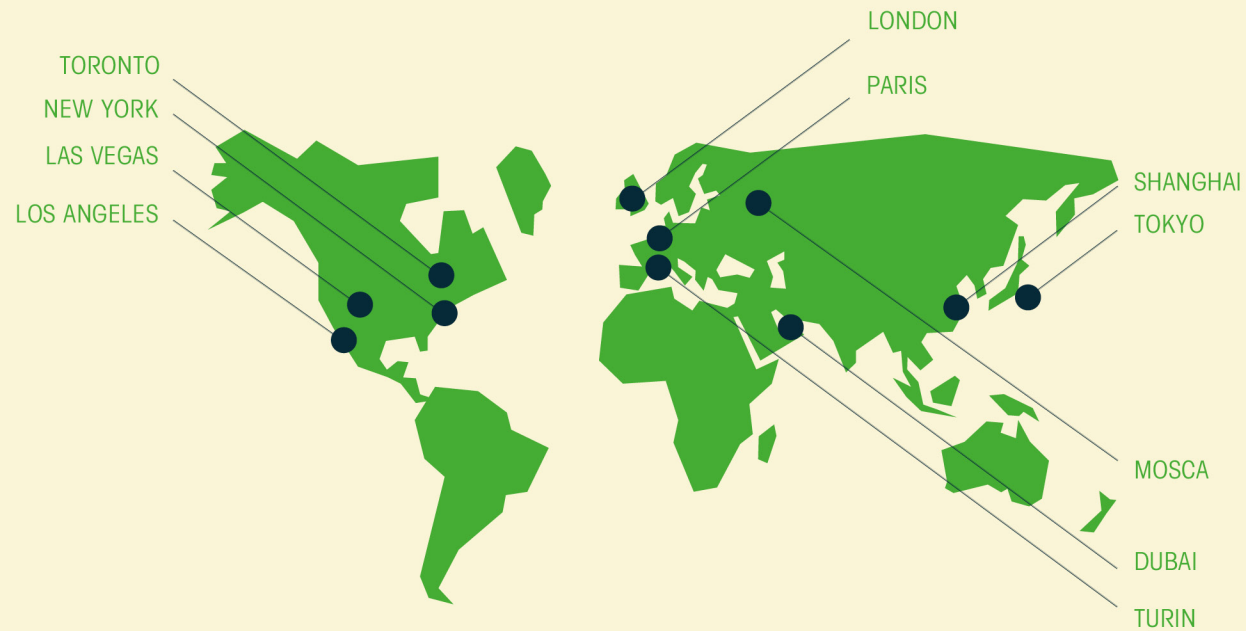 TORONTO
NEW YORK
LAS VEGAS
LOS ANGELES
LONDON
PARIS
SHANGHAI
TOKYO
MOSCA
DUBAI
TURIN